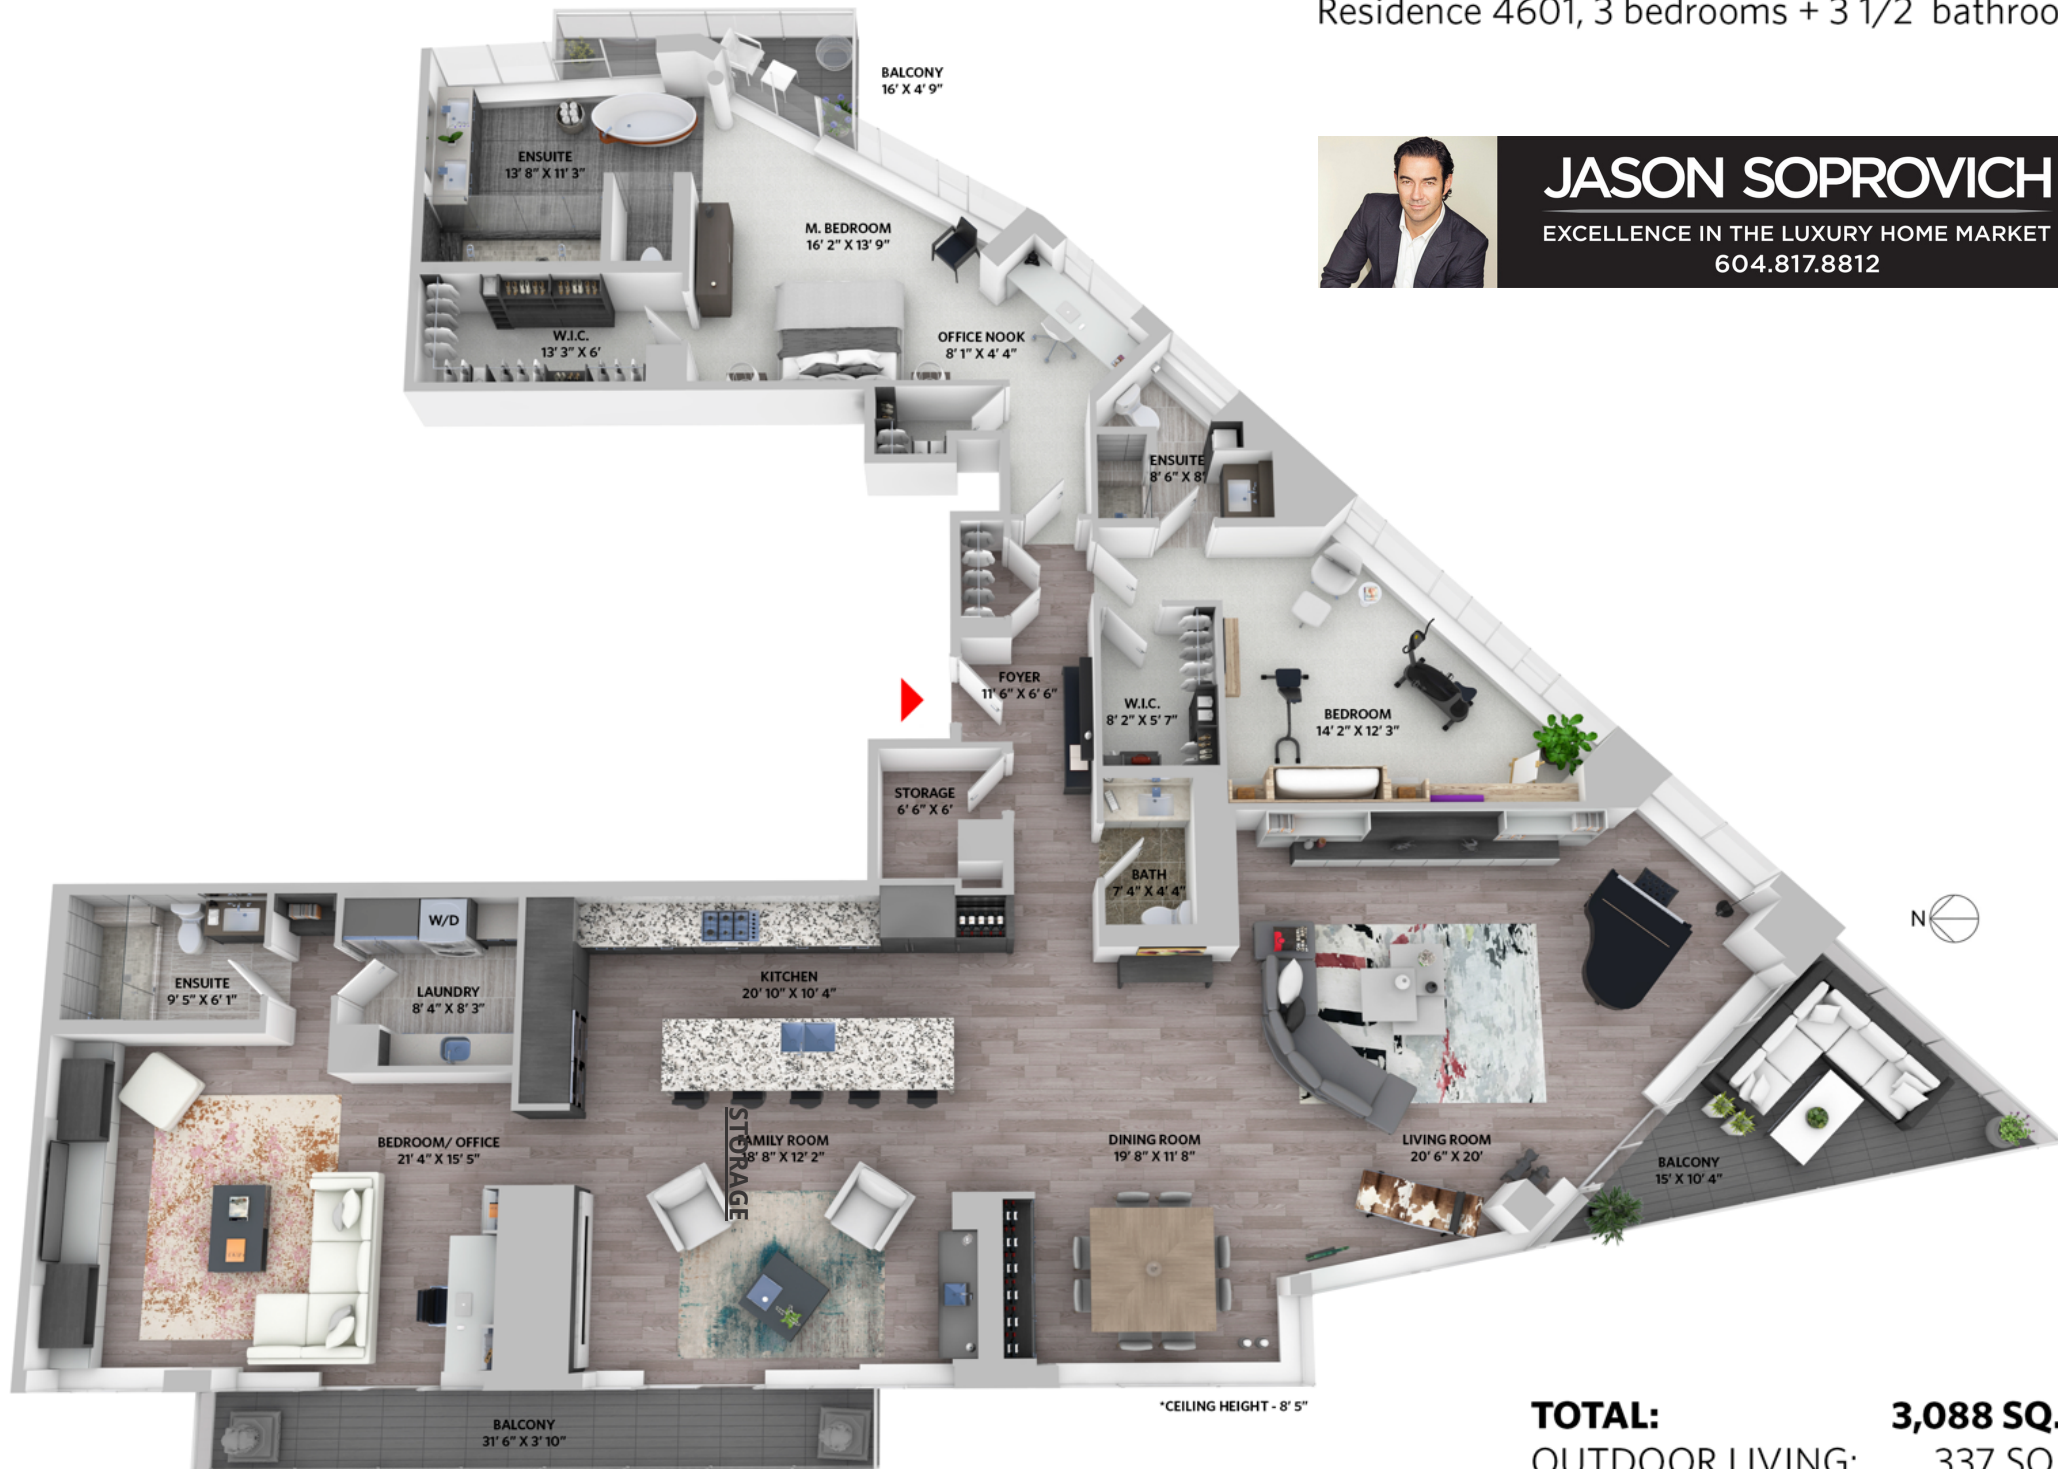 Residence 4601, 3 bedrooms + 3 1/2 bathroo
BALCONY
16' X 4' 9"
JASON SOPROVICH
EXCELLENCE IN THE LUXURY HOME MARKET
604.817.8812
ENSUITE
13' 8" X 11' 3"
M. BEDROOM
16' 2" X 13' 9"
W.I.C.
13' 3" X 6'
OFFICE NOOK
8' 1" X 4' 4"
ENSUITE
8' 6" X 8'
FOYER
11' 6" X 6' 6"
W.I.C.
8' 2" X 5' 7"
BEDROOM
14' 2" X 12' 3"
STORAGE
6' 6" X 6'
BATH
7' 4" X 4' 4"
W/D
N
ENSUITE
9' 5" X 6' 1"
LAUNDRY
8' 4" X 8' 3"
KITCHEN
20' 10" X 10' 4"
STORAGE
BEDROOM/ OFFICE
21' 4" X 15' 5"
AMILY ROOM
8' 8" X 12' 2"
DINING ROOM
19' 8" X 11' 8"
LIVING ROOM
20' 6" X 20'
BALCONY
15' X 10' 4"
*CEILING HEIGHT - 8' 5"
BALCONY
31' 6" X 3' 10"
TOTAL: 3,088 SQ.
OUTDOOR LIVING: 337 SQ.